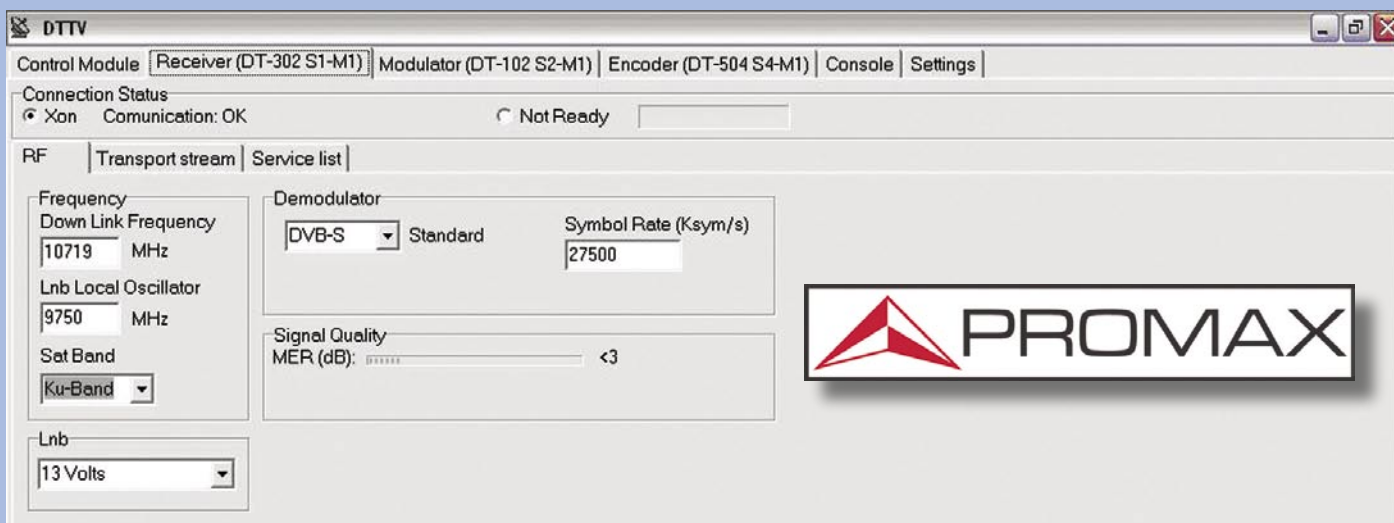 DTTV
Control Module Receiver (DT-302 S1-M1) Modulator (DT-102 S2-M1) Encoder (DT-504 S4-M1) Console Settings
Connection Status
Xon Comunication: OK Not Ready
RF Transport stream Service list
Frequency
Down Link Frequency
10719 MHz
Lnb Local Oscillator
9750 MHz
Sat Band
Ku-Band
Lnb
13 Volts
Demodulator
DVB-S Standard
Symbol Rate (Ksym/s)
27500
Signal Quality
MER (dB): <3
PROMAX